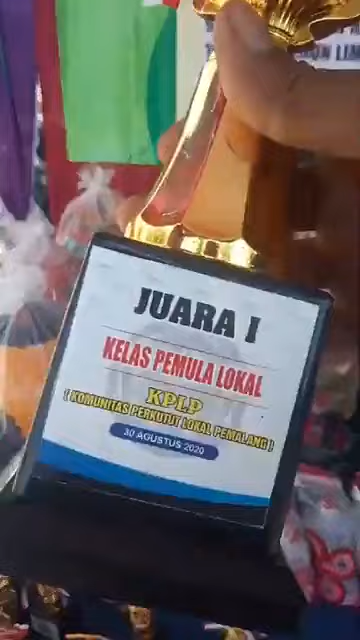 JUARA I
KELAS PEMULA LOKAL
KPLP
( KOMUNITAS PERKUTUT LOKAL PEMALANG )
30 AGUSTUS 2020